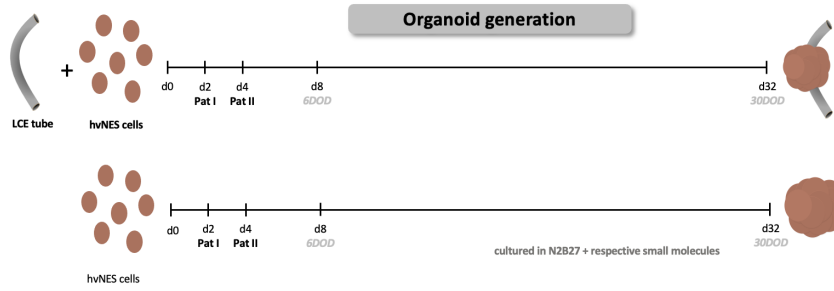 Organoid generation
+
d0 d2 d4 d8 d32
Pat I Pat II 6DOD 30DOD
LCE tube hvNES cells
d0 d2 d4 d8 d32
Pat I Pat II 6DOD 30DOD
cultured in N2B27 + respective small molecules
hvNES cells